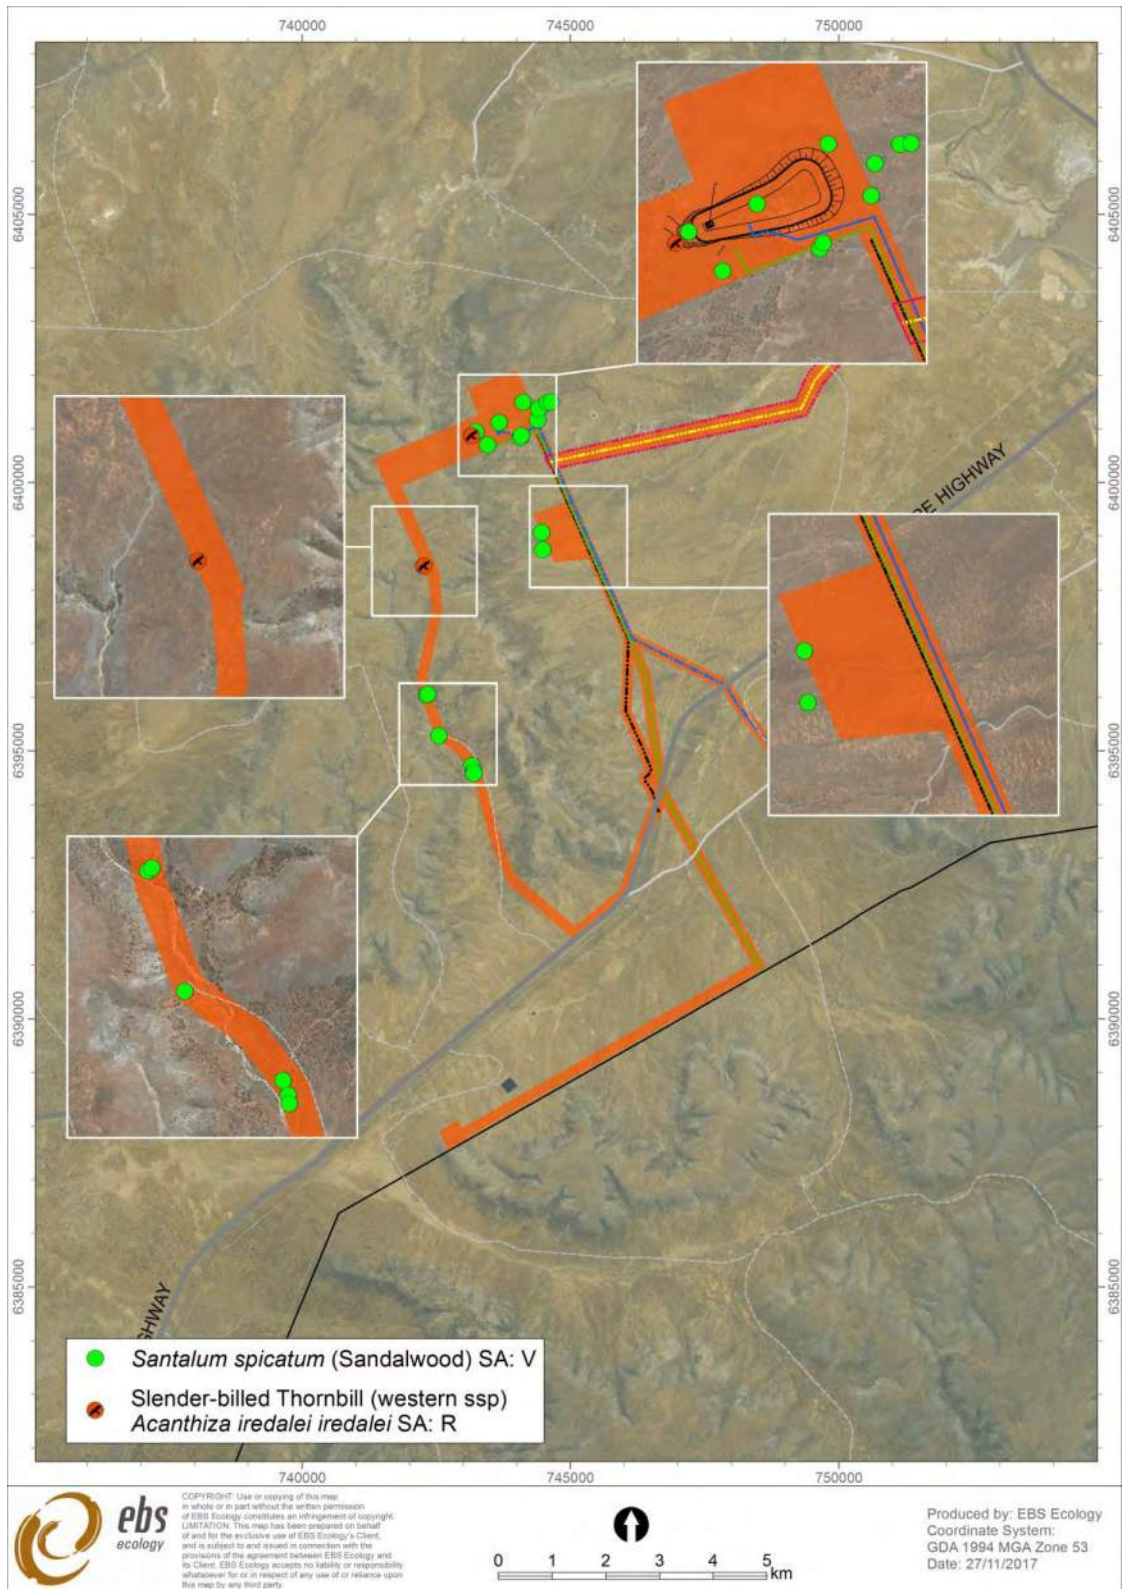 740000
745000
750000
6405000
6405000
6400000
6400000
RE HIGHWAY
6395000
6395000
6390000
6390000
6385000
6385000
GHWAY
Santalum spicatum (Sandalwood) SA: V
Slender-billed Thornbill (western ssp)
Acanthiza iredalei iredalei SA: R
740000
745000
750000
ebs
ecology
COPYRIGHT: Use or copying of this map
in whole or in part without the written permission
of EBS Ecology constitutes an infringement of copyright.
LIMITATION: This map has been prepared on behalf
of and for the exclusive use of EBS Ecology's Client,
and is subject to and issued in connection with the
provisions of the agreement between EBS Ecology and
its Client. EBS Ecology accepts no liability or responsibility
whatsoever for or in respect of any use of or reliance upon
this map by any third party.
0 1 2 3 4 5
km
Produced by: EBS Ecology
Coordinate System:
GDA 1994 MGA Zone 53
Date: 27/11/2017